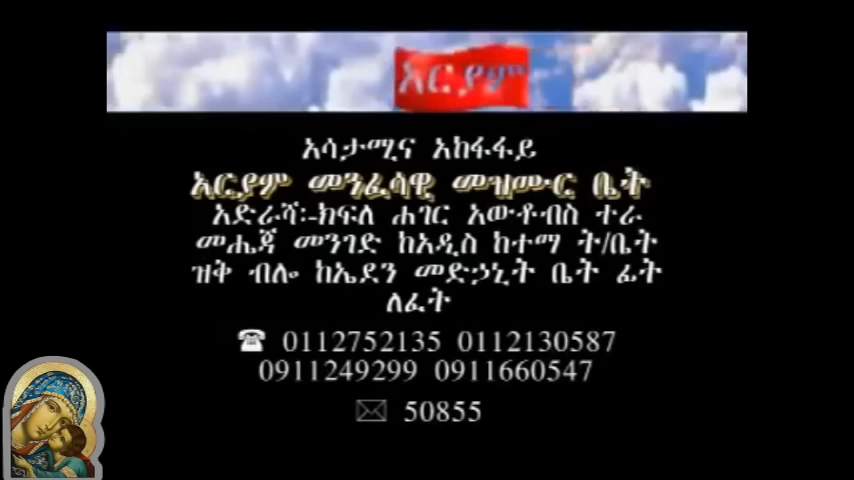 አርያም
አሳታሚና አከፋፋይ
አርያም መንፈሳዊ መዝሙር ቤት
አድራሻ፡-ክፍለ ሐገር አውቶብስ ተራ
መሔጃ መንገድ ከአዲስ ከተማ ት/ቤት
ዝቅ ብሎ ከኤደን መድኃኒት ቤት ፊት
ለፊት
0112752135 0112130587
0911249299 0911660547
50855